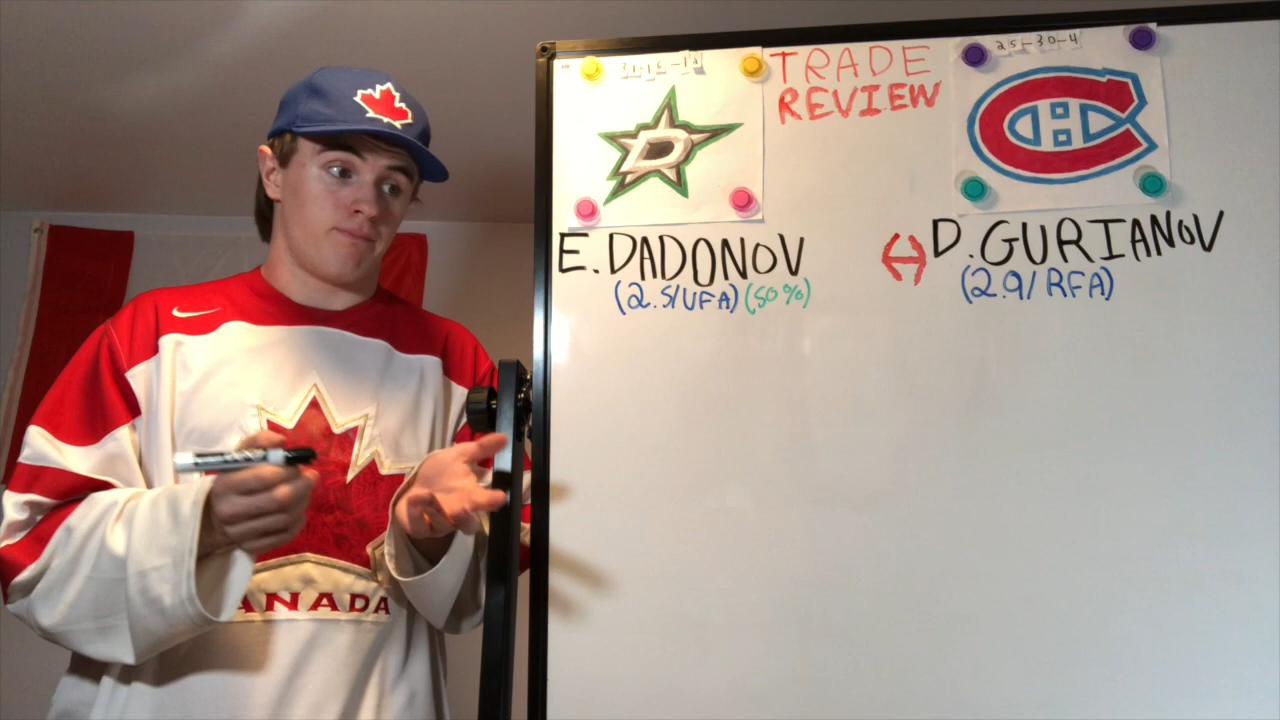 TRADE
REVIEW
25-30-4
E. DADONOV
(2.5/UFA) (50%)
D. GURIANOV
(2.9/RFA)
D
CANADA